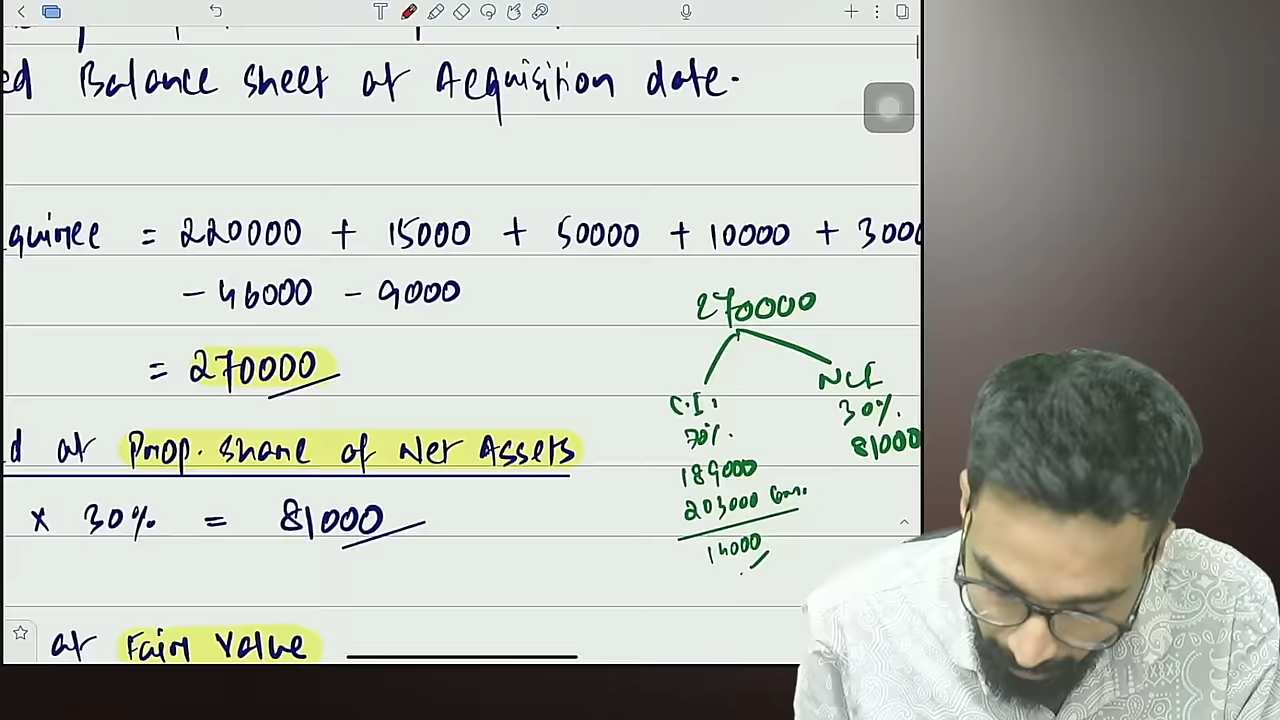 ed Balance sheet at Acquisition date.
quiree = 220000 + 15000 + 50000 + 10000 + 3000
- 46000 - 9000
= 270000
d at Prop. share of Net Assets
x 30% = 81000
at Fair Value
270000
C.I.
70%.
189000
203000 Con.
14000
NCI
30%.
81000
T